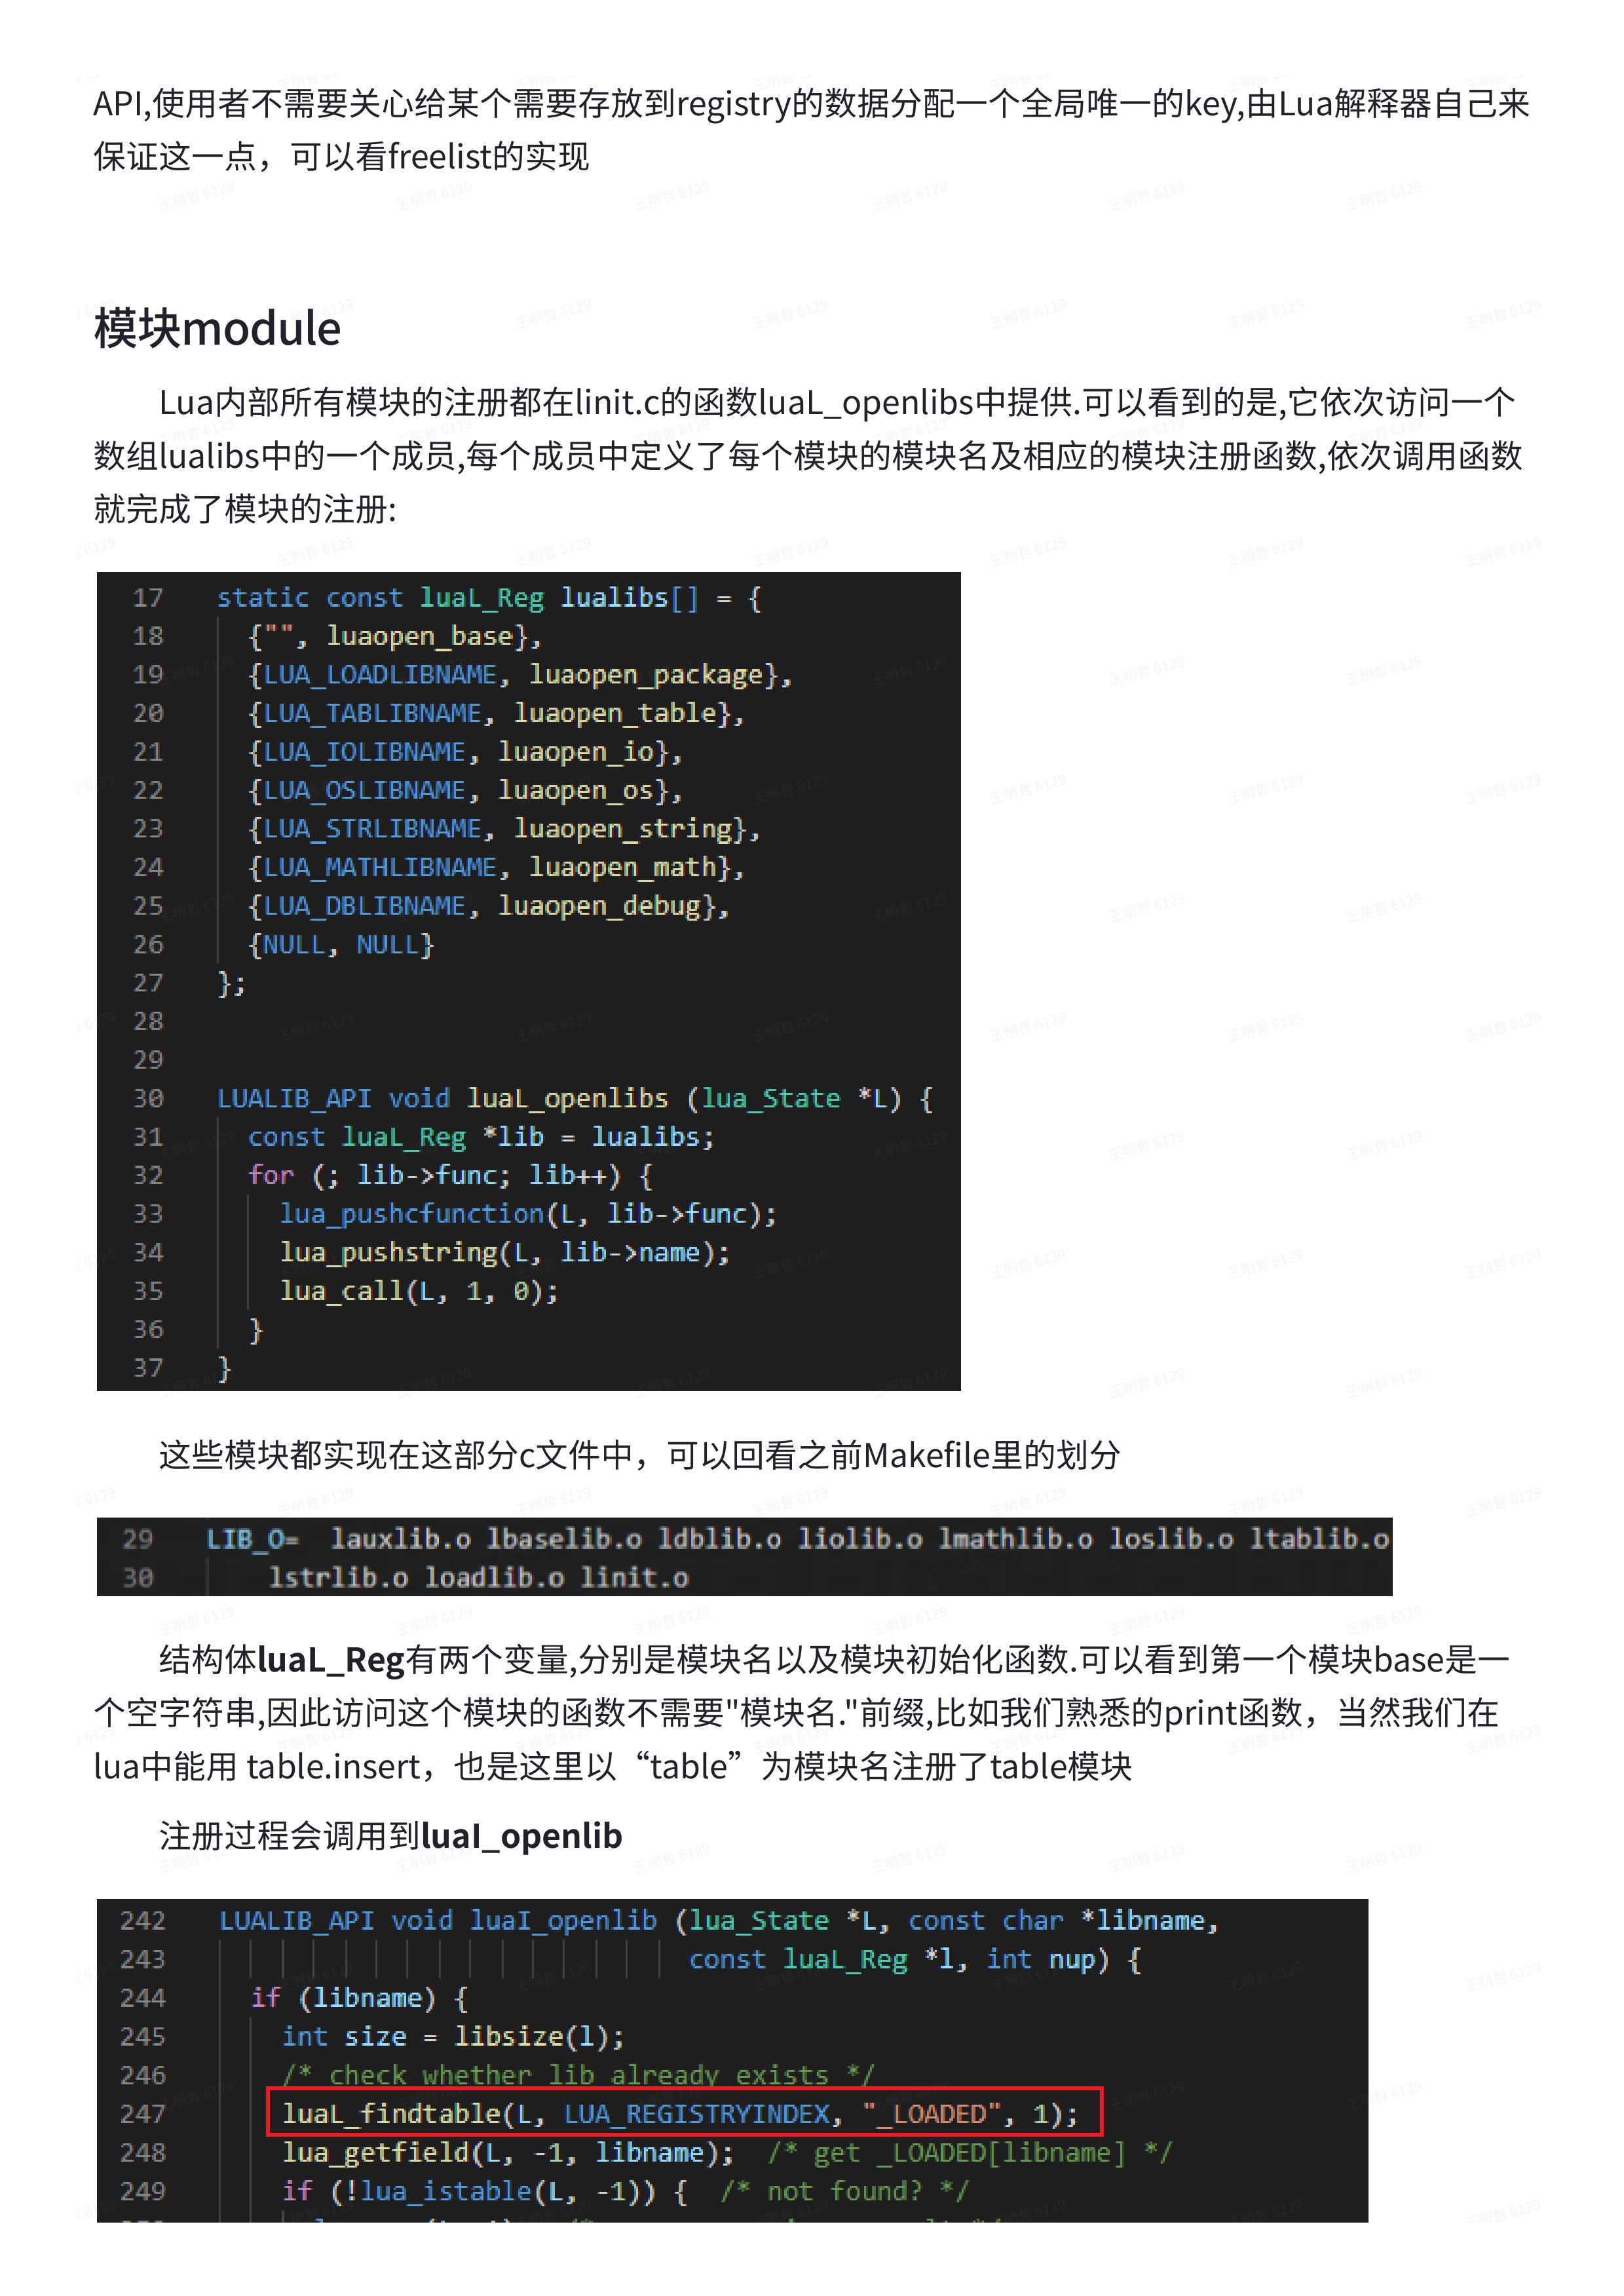 API,使用者不需要关心给某个需要存放到registry的数据分配一个全局唯一的key,由Lua解释器自己来
保证这一点，可以看freelist的实现
模块module
Lua内部所有模块的注册都在linit.c的函数luaL_openlibs中提供.可以看到的是,它依次访问一个
数组lualibs中的一个成员,每个成员中定义了每个模块的模块名及相应的模块注册函数,依次调用函数
就完成了模块的注册:
17 static const luaL_Reg lualibs[] = {
18 {"", luaopen_base},
19 {LUA_LOADLIBNAME, luaopen_package},
20 {LUA_TABLIBNAME, luaopen_table},
21 {LUA_IOLIBNAME, luaopen_io},
22 {LUA_OSLIBNAME, luaopen_os},
23 {LUA_STRLIBNAME, luaopen_string},
24 {LUA_MATHLIBNAME, luaopen_math},
25 {LUA_DBLIBNAME, luaopen_debug},
26 {NULL, NULL}
27 };
28
29
30 LUALIB_API void luaL_openlibs (lua_State *L) {
31 const luaL_Reg *lib = lualibs;
32 for (; lib->func; lib++) {
33 lua_pushcfunction(L, lib->func);
34 lua_pushstring(L, lib->name);
35 lua_call(L, 1, 0);
36 }
37 }
这些模块都实现在这部分c文件中，可以回看之前Makefile里的划分
29 LIB_O= lauxlib.o lbaselib.o ldblib.o liolib.o lmathlib.o loslib.o ltablib.o
30 lstrlib.o loadlib.o linit.o
结构体luaL_Reg有两个变量,分别是模块名以及模块初始化函数.可以看到第一个模块base是一
个空字符串,因此访问这个模块的函数不需要"模块名."前缀,比如我们熟悉的print函数，当然我们在
lua中能用 table.insert，也是这里以“table”为模块名注册了table模块
注册过程会调用到luaI_openlib
242 LUALIB_API void luaI_openlib (lua_State *L, const char *libname,
243 const luaL_Reg *l, int nup) {
244 if (libname) {
245 int size = libsize(l);
246 /* check whether lib already exists */
247 luaL_findtable(L, LUA_REGISTRYINDEX, "_LOADED", 1);
248 lua_getfield(L, -1, libname); /* get _LOADED[libname] */
249 if (!lua_istable(L, -1)) { /* not found? */
王明哲 6129